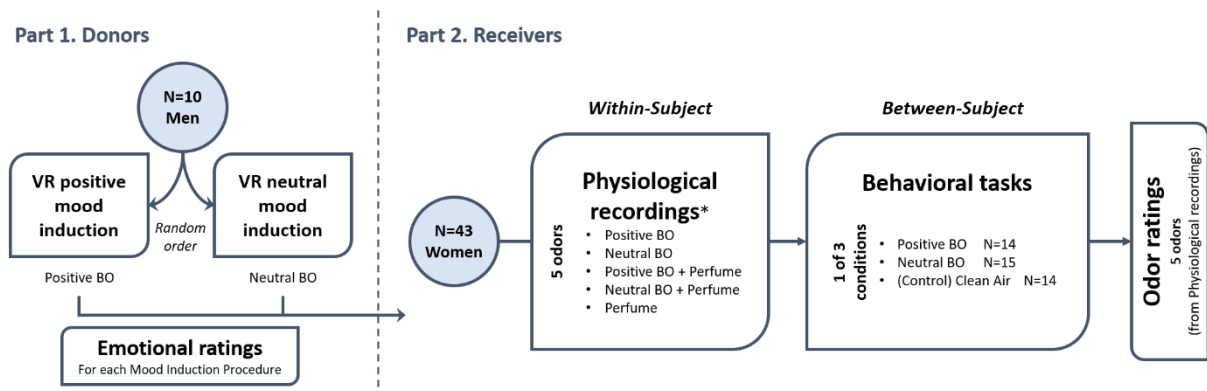 Part 1. Donors
N=10
Men
VR positive
mood
induction
VR neutral
mood
induction
Random
order
Positive BO
Neutral BO
Emotional ratings
For each Mood Induction Procedure
Part 2. Receivers
N=43
Women
Within-Subject
Physiological
recordings*
5 odors
• Positive BO
• Neutral BO
• Positive BO + Perfume
• Neutral BO + Perfume
• Perfume
Between-Subject
Behavioral tasks
1 of 3
conditions
• Positive BO N=14
• Neutral BO N=15
• (Control) Clean Air N=14
Odor ratings
5 odors
(from Physiological recordings)